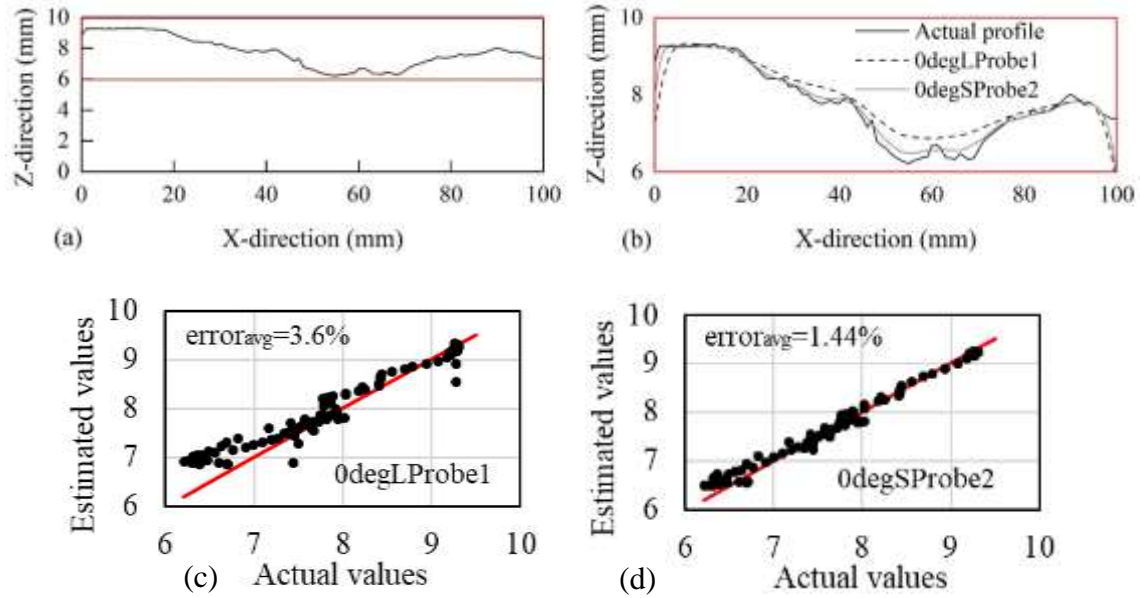 Z-direction (mm)
10
8
6
4
2
0
0 20 40 60 80 100
(a) X-direction (mm)
Z-direction (mm)
10
8
6
Actual profile
0degLProbe1
0degSProbe2
0 20 40 60 80 100
(b) X-direction (mm)
Estimated values
10
9
8
7
6
erroravg=3.6%
0degLProbe1
6 7 8 9 10
(c) Actual values
Estimated values
10
9
8
7
6
erroravg=1.44%
0degSProbe2
6 7 8 9 10
(d) Actual values